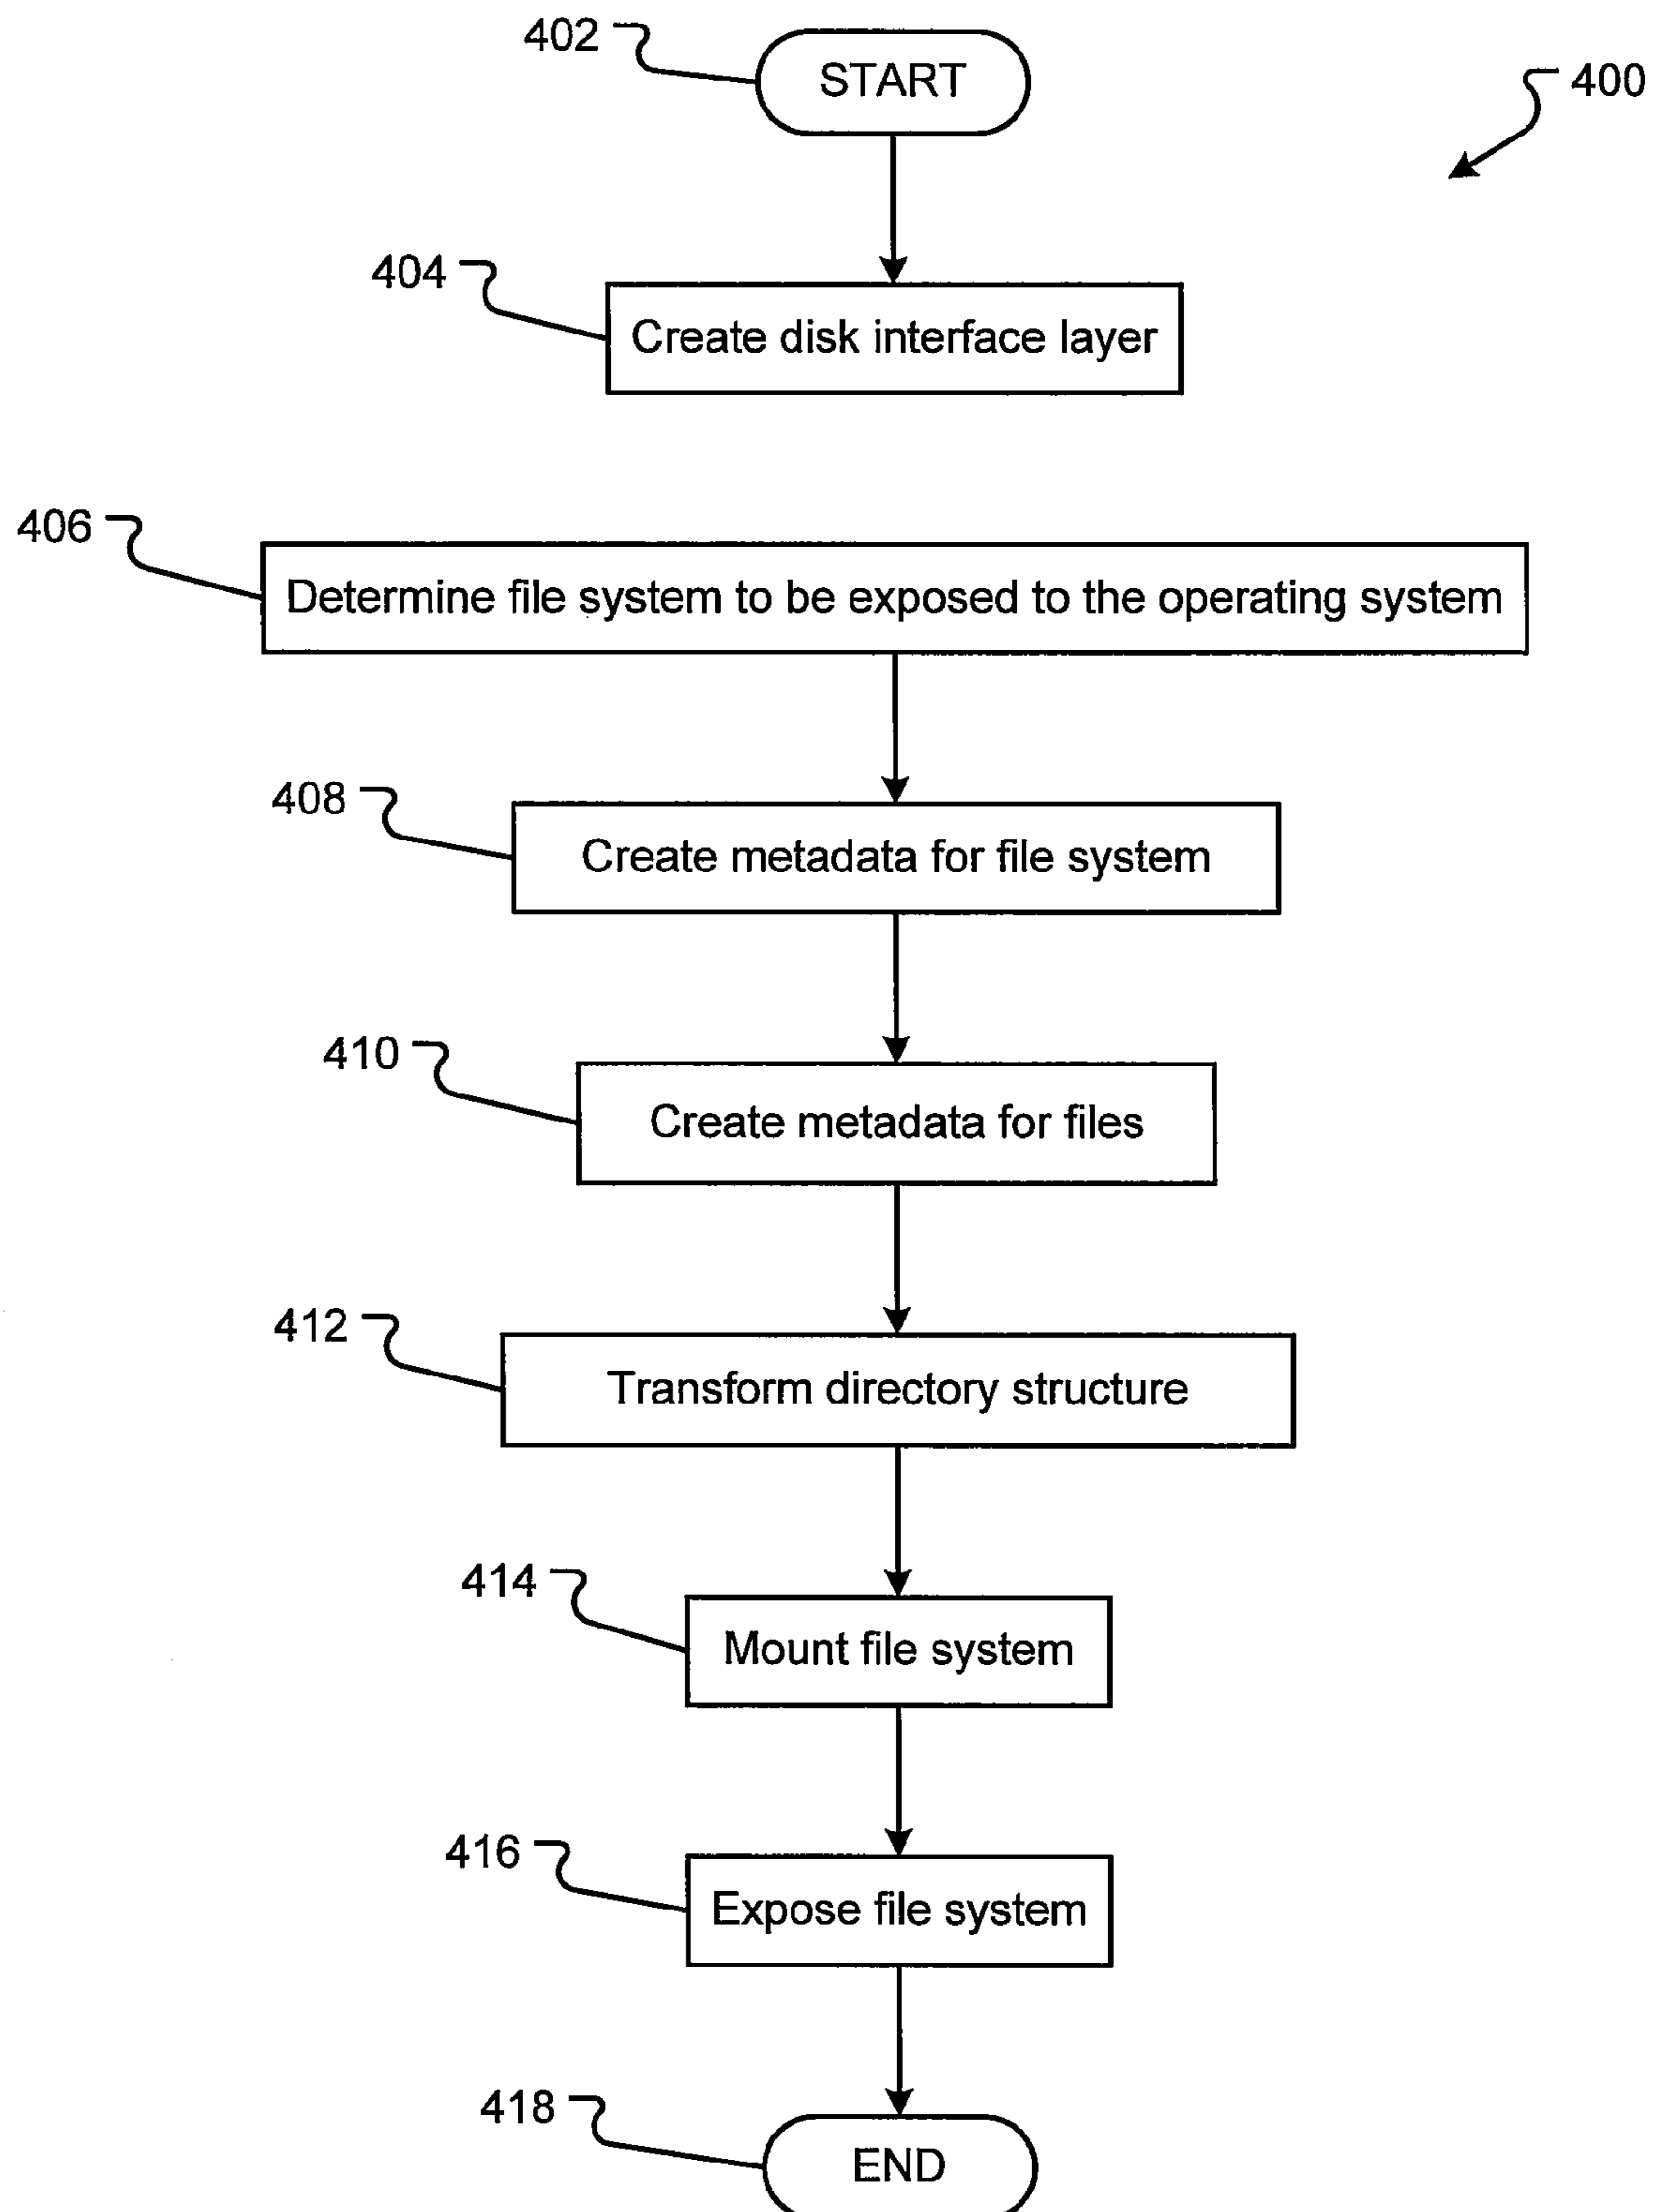 402
START
400
404
Create disk interface layer
406
Determine file system to be exposed to the operating system
408
Create metadata for file system
410
Create metadata for files
412
Transform directory structure
414
Mount file system
416
Expose file system
418
END